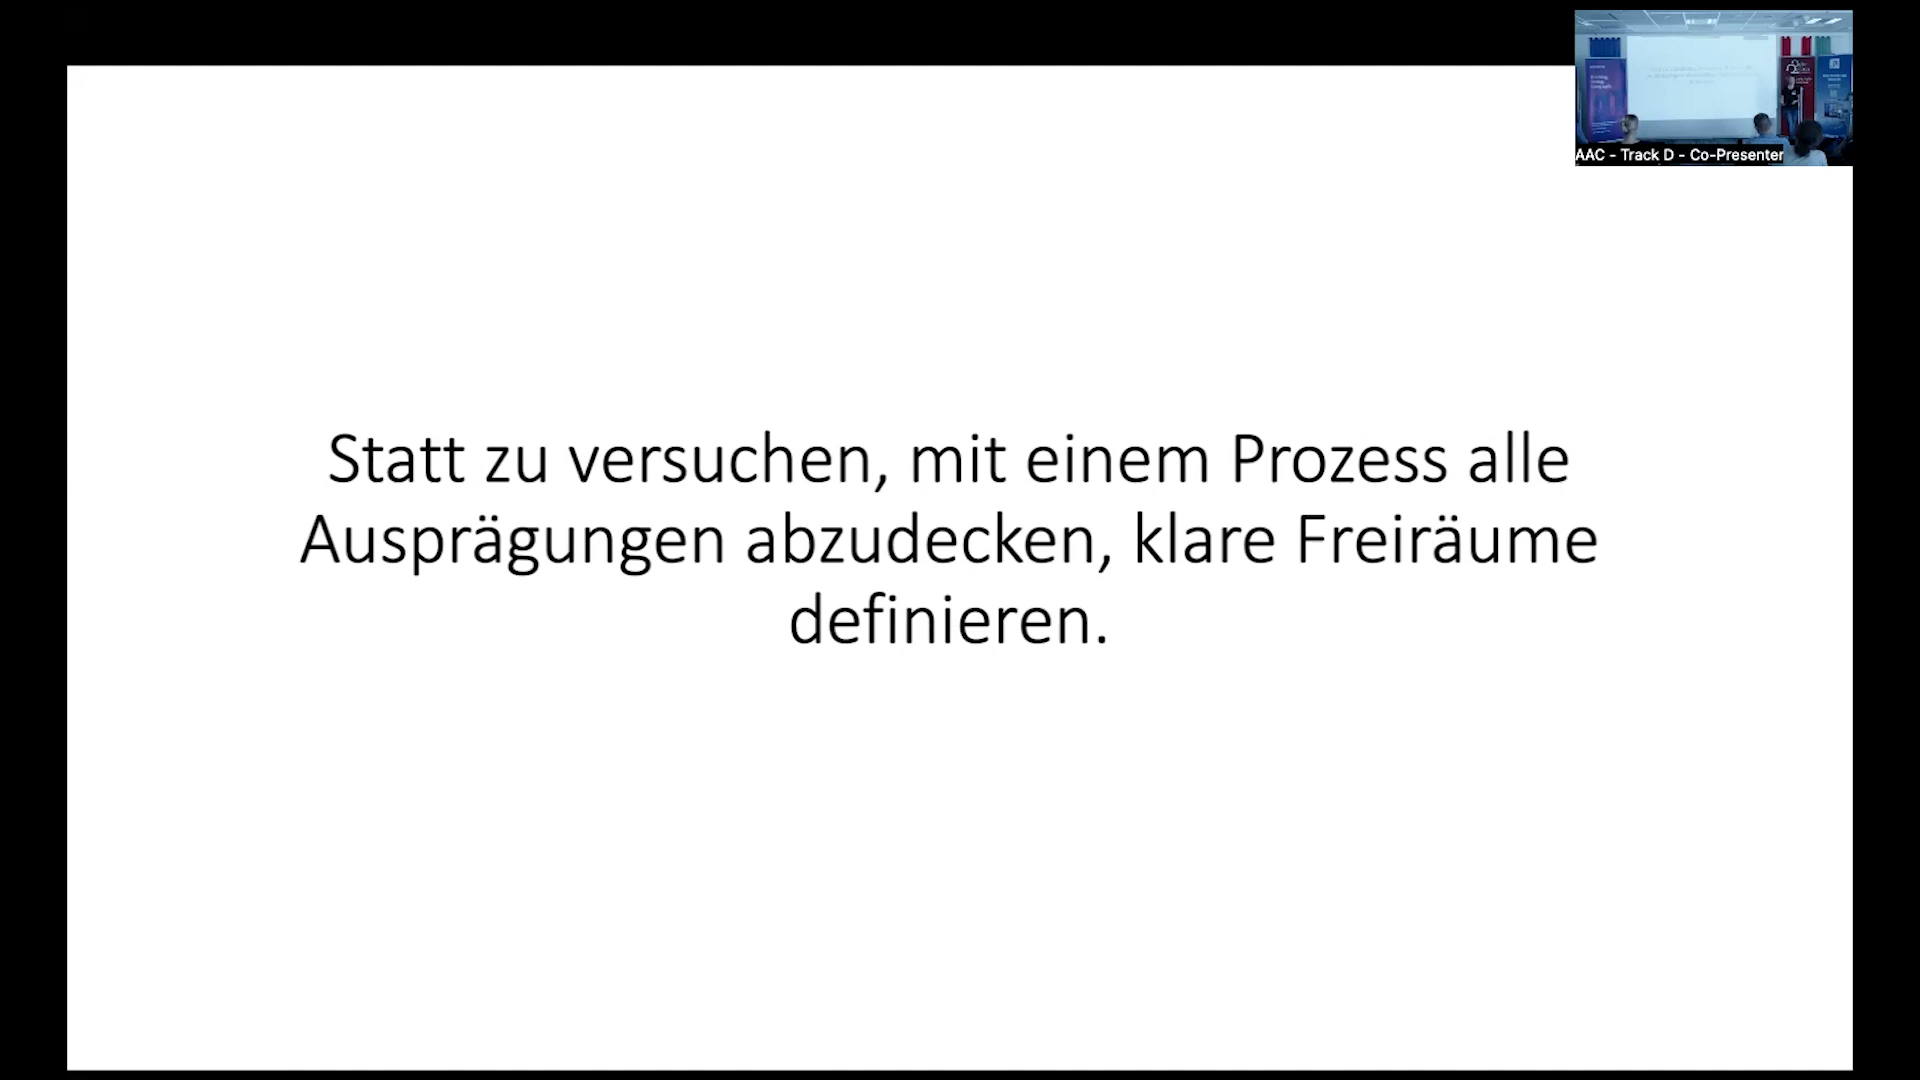 AAC - Track D - Co-Presenter
Statt zu versuchen, mit einem Prozess alle
Ausprägungen abzudecken, klare Freiräume
definieren.